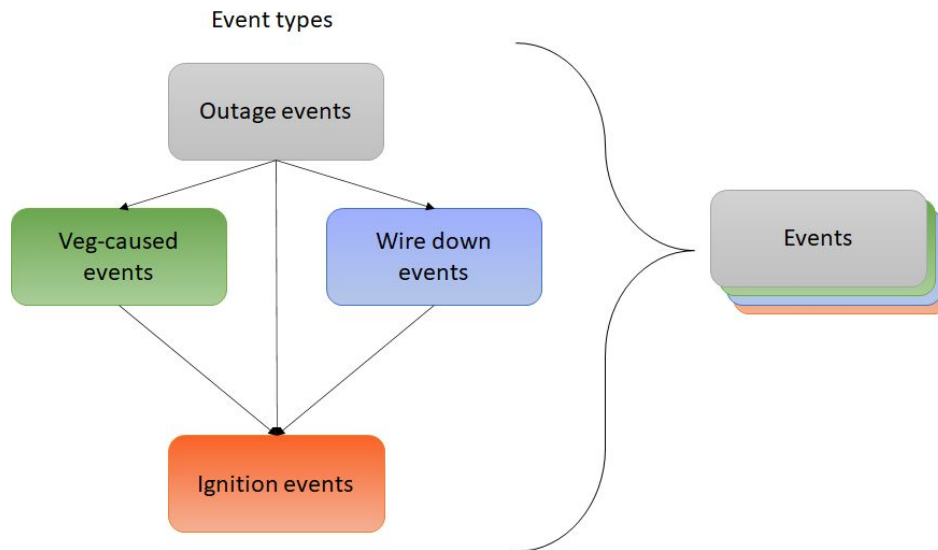 Event types
Outage events
Veg-caused
events
Wire down
events
Events
Ignition events